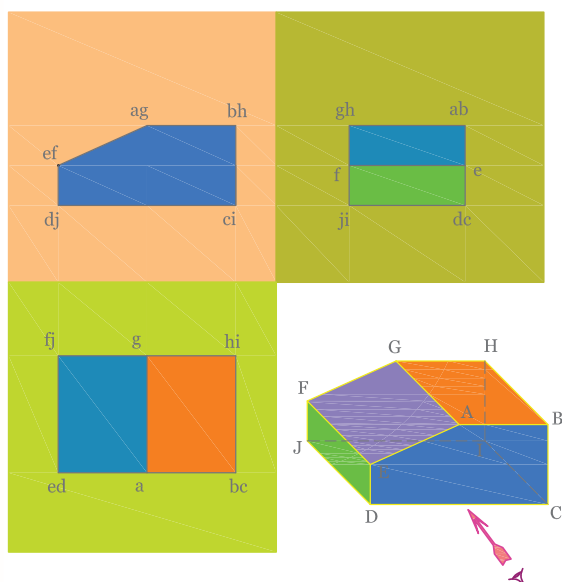 ag bh
gh ab
ef
f e
dj ci
ji dc
fj g hi
ed a bc
G H
F
A B
J I
E
D C